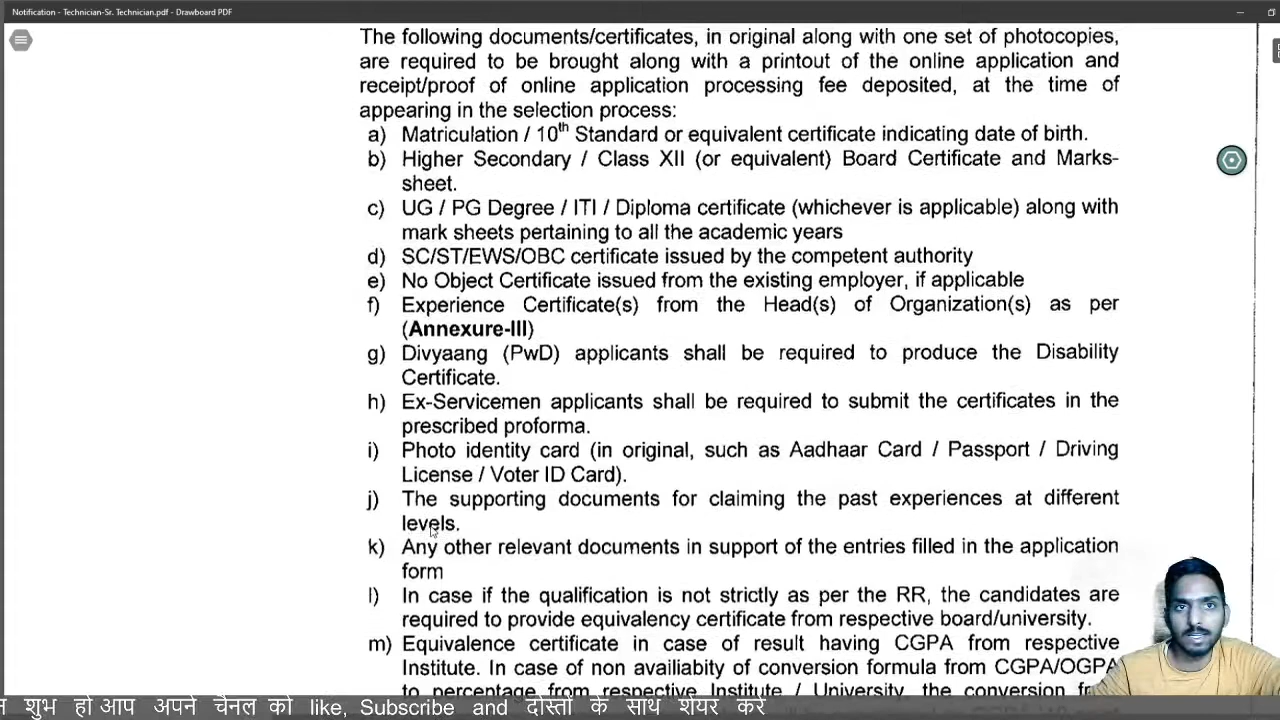 Notification - Technician-Sr. Technician.pdf - Drawboard PDF
The following documents/certificates, in original along with one set of photocopies,
are required to be brought along with a printout of the online application and
receipt/proof of online application processing fee deposited, at the time of
appearing in the selection process:
a) Matriculation / 10th Standard or equivalent certificate indicating date of birth.
b) Higher Secondary / Class XII (or equivalent) Board Certificate and Marks-
sheet.
c) UG / PG Degree / ITI / Diploma certificate (whichever is applicable) along with
mark sheets pertaining to all the academic years
d) SC/ST/EWS/OBC certificate issued by the competent authority
e) No Object Certificate issued from the existing employer, if applicable
f) Experience Certificate(s) from the Head(s) of Organization(s) as per
(Annexure-III)
g) Divyaang (PwD) applicants shall be required to produce the Disability
Certificate.
h) Ex-Servicemen applicants shall be required to submit the certificates in the
prescribed proforma.
i) Photo identity card (in original, such as Aadhaar Card / Passport / Driving
License / Voter ID Card).
j) The supporting documents for claiming the past experiences at different
levels.
k) Any other relevant documents in support of the entries filled in the application
form
l) In case if the qualification is not strictly as per the RR, the candidates are
required to provide equivalency certificate from respective board/university.
m) Equivalence certificate in case of result having CGPA from respective
Institute. In case of non availiabity of conversion formula from CGPA/OGPA
to percentage from respective Institute / University, the conversion
शुभ हो आप अपने चैनल को like, Subscribe and दोस्तों के साथ शेयर करें